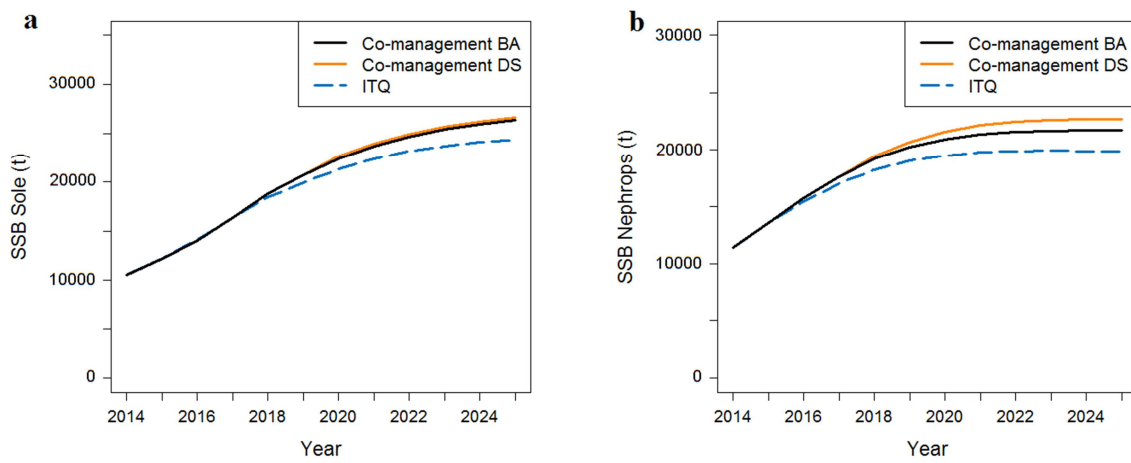 a
Co-management BA
Co-management DS
ITQ
SSB Sole (t)
30000
20000
10000
0
2014 2016 2018 2020 2022 2024
Year
b
Co-management BA
Co-management DS
ITQ
SSB Nephrops (t)
30000
20000
10000
0
2014 2016 2018 2020 2022 2024
Year